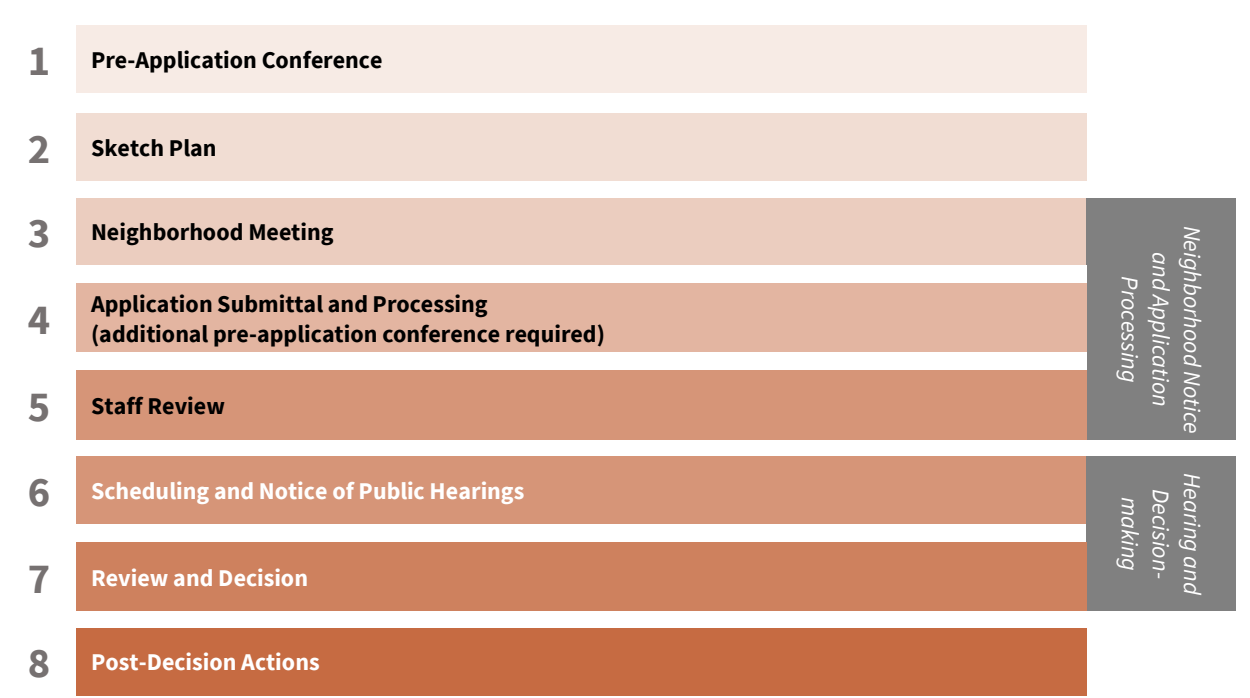 1
Pre-Application Conference
2
Sketch Plan
3
Neighborhood Meeting
4
Application Submittal and Processing
(additional pre-application conference required)
5
Staff Review
Neighborhood Notice
and Application
Processing
6
Scheduling and Notice of Public Hearings
7
Review and Decision
Hearing and
Decision-
making
8
Post-Decision Actions